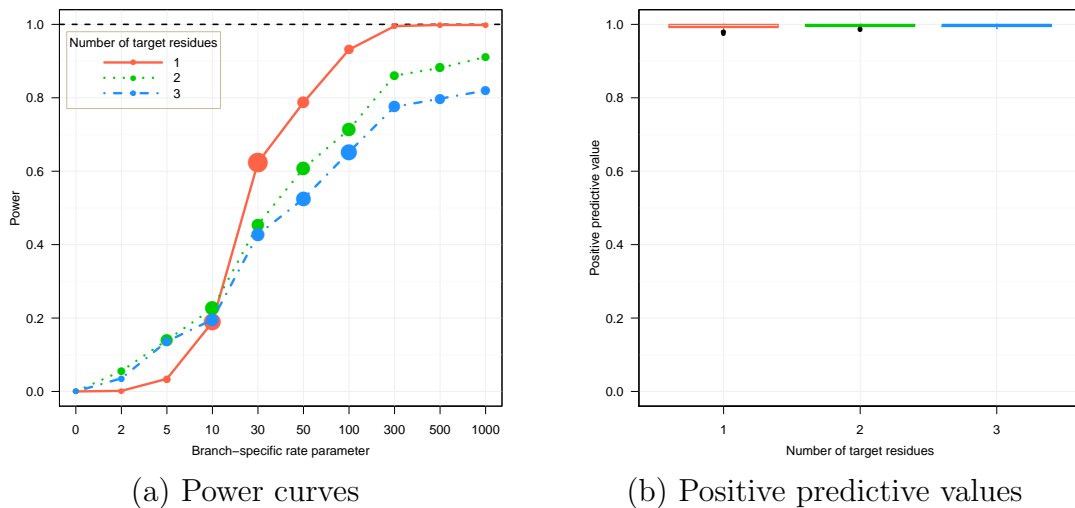 Number of target residues
1
2
3
Power
1.0
0.8
0.6
0.4
0.2
0.0
0 2 5 10 30 50 100 300 500 1000
Branch−specific rate parameter
(a) Power curves
Positive predictive value
1.0
0.8
0.6
0.4
0.2
0.0
1 2 3
Number of target residues
(b) Positive predictive values